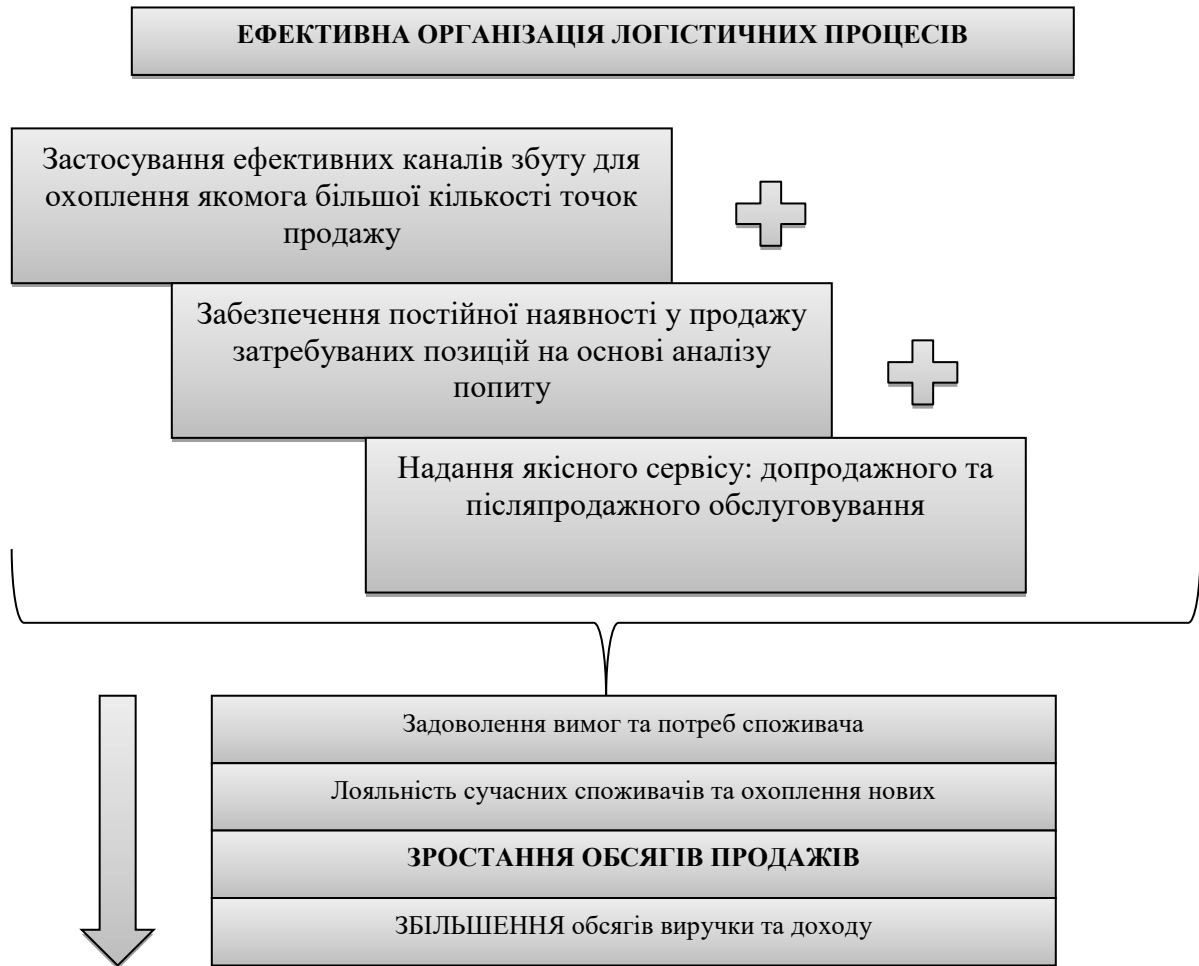 ЕФЕКТИВНА ОРГАНІЗАЦІЯ ЛОГІСТИЧНИХ ПРОЦЕСІВ
Застосування ефективних каналів збуту для
охоплення якомога більшої кількості точок
продажу
Забезпечення постійної наявності у продажу
затребуваних позицій на основі аналізу
попиту
Надання якісного сервісу: допродажного та
післяпродажного обслуговування
Задоволення вимог та потреб споживача
Лояльність сучасних споживачів та охоплення нових
ЗРОСТАННЯ ОБСЯГІВ ПРОДАЖІВ
ЗБІЛЬШЕННЯ обсягів виручки та доходу